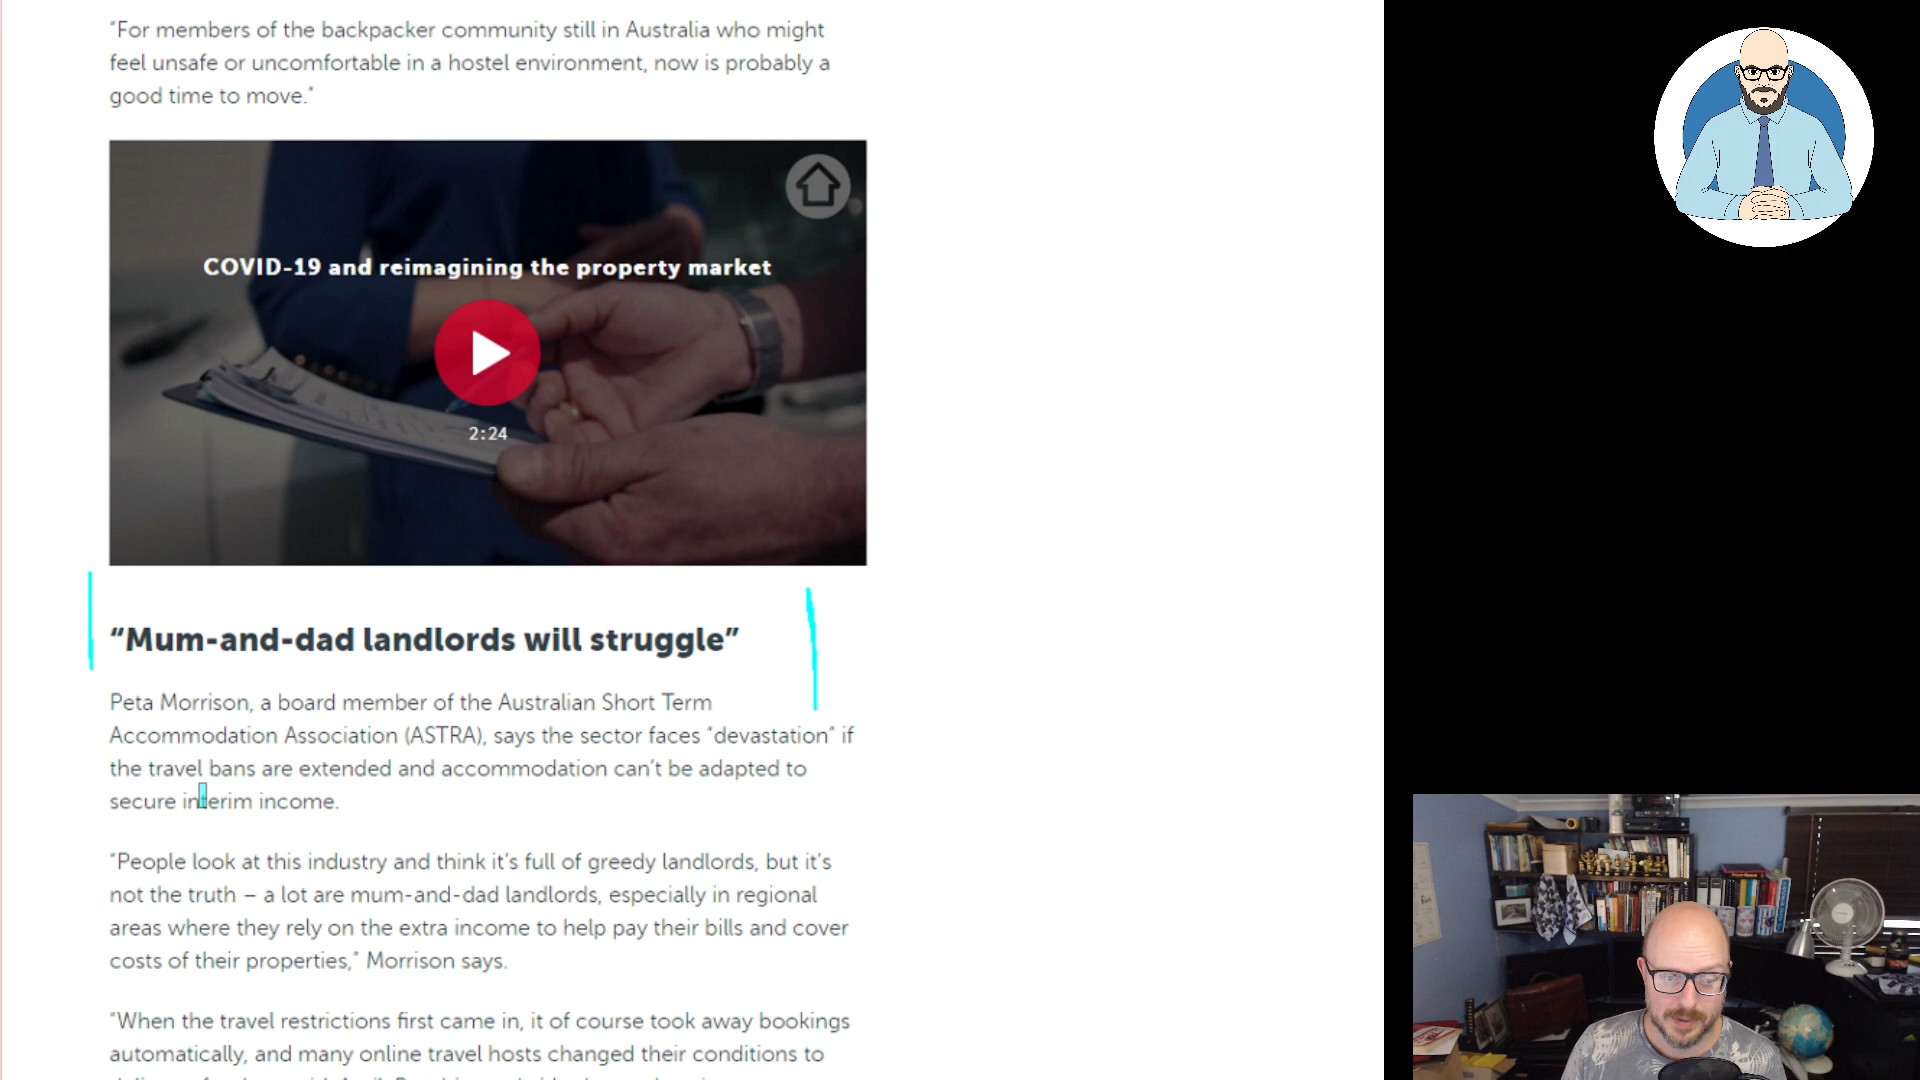 “For members of the backpacker community still in Australia who might
feel unsafe or uncomfortable in a hostel environment, now is probably a
good time to move.”
COVID-19 and reimagining the property market
2:24
“Mum-and-dad landlords will struggle”
Peta Morrison, a board member of the Australian Short Term
Accommodation Association (ASTRA), says the sector faces “devastation” if
the travel bans are extended and accommodation can’t be adapted to
secure interim income.
“People look at this industry and think it’s full of greedy landlords, but it’s
not the truth – a lot are mum-and-dad landlords, especially in regional
areas where they rely on the extra income to help pay their bills and cover
costs of their properties,” Morrison says.
“When the travel restrictions first came in, it of course took away bookings
automatically, and many online travel hosts changed their conditions to